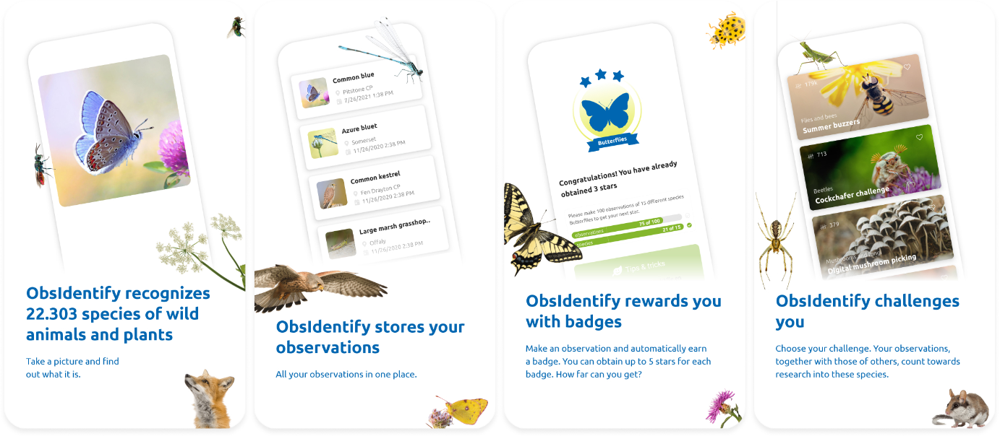 ObsIdentify recognizes
22.303 species of wild
animals and plants
Take a picture and find
out what it is.
Common blue
Pitstone CP
7/26/2021 1:38 PM
Azure bluet
Somerset
11/26/2020 2:38 PM
Common kestrel
Fen Drayton CP
11/26/2020 2:38 PM
Large marsh grasshop..
Offaly
11/26/2020 2:38 PM
ObsIdentify stores your
observations
All your observations in one place.
Butterflies
Congratulations! You have already
obtained 3 stars
Please make 100 observations of 15 different species
Butterflies to get your next star.
observations 75 of 100
species 21 of 15
Tips & tricks
ObsIdentify rewards you
with badges
Make an observation and automatically earn
a badge. You can obtain up to 5 stars for each
badge. How far can you get?
179k
Flies and bees
Summer buzzers
713
Beetles
Cockchafer challenge
379
Mushrooms and fungi
Digital mushroom picking
ObsIdentify challenges
you
Choose your challenge. Your observations,
together with those of others, count towards
research into these species.